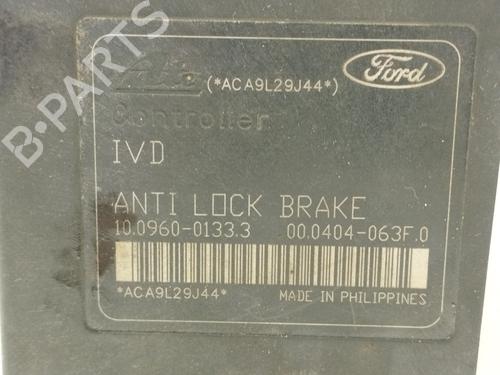 B-PARTS
Ate (*ACA9L29J44*) Ford
Controller
IVD
ANTI LOCK BRAKE
10.0960-0133.3 00.0404-063F.0
*ACA9L29J44* MADE IN PHILIPPINES